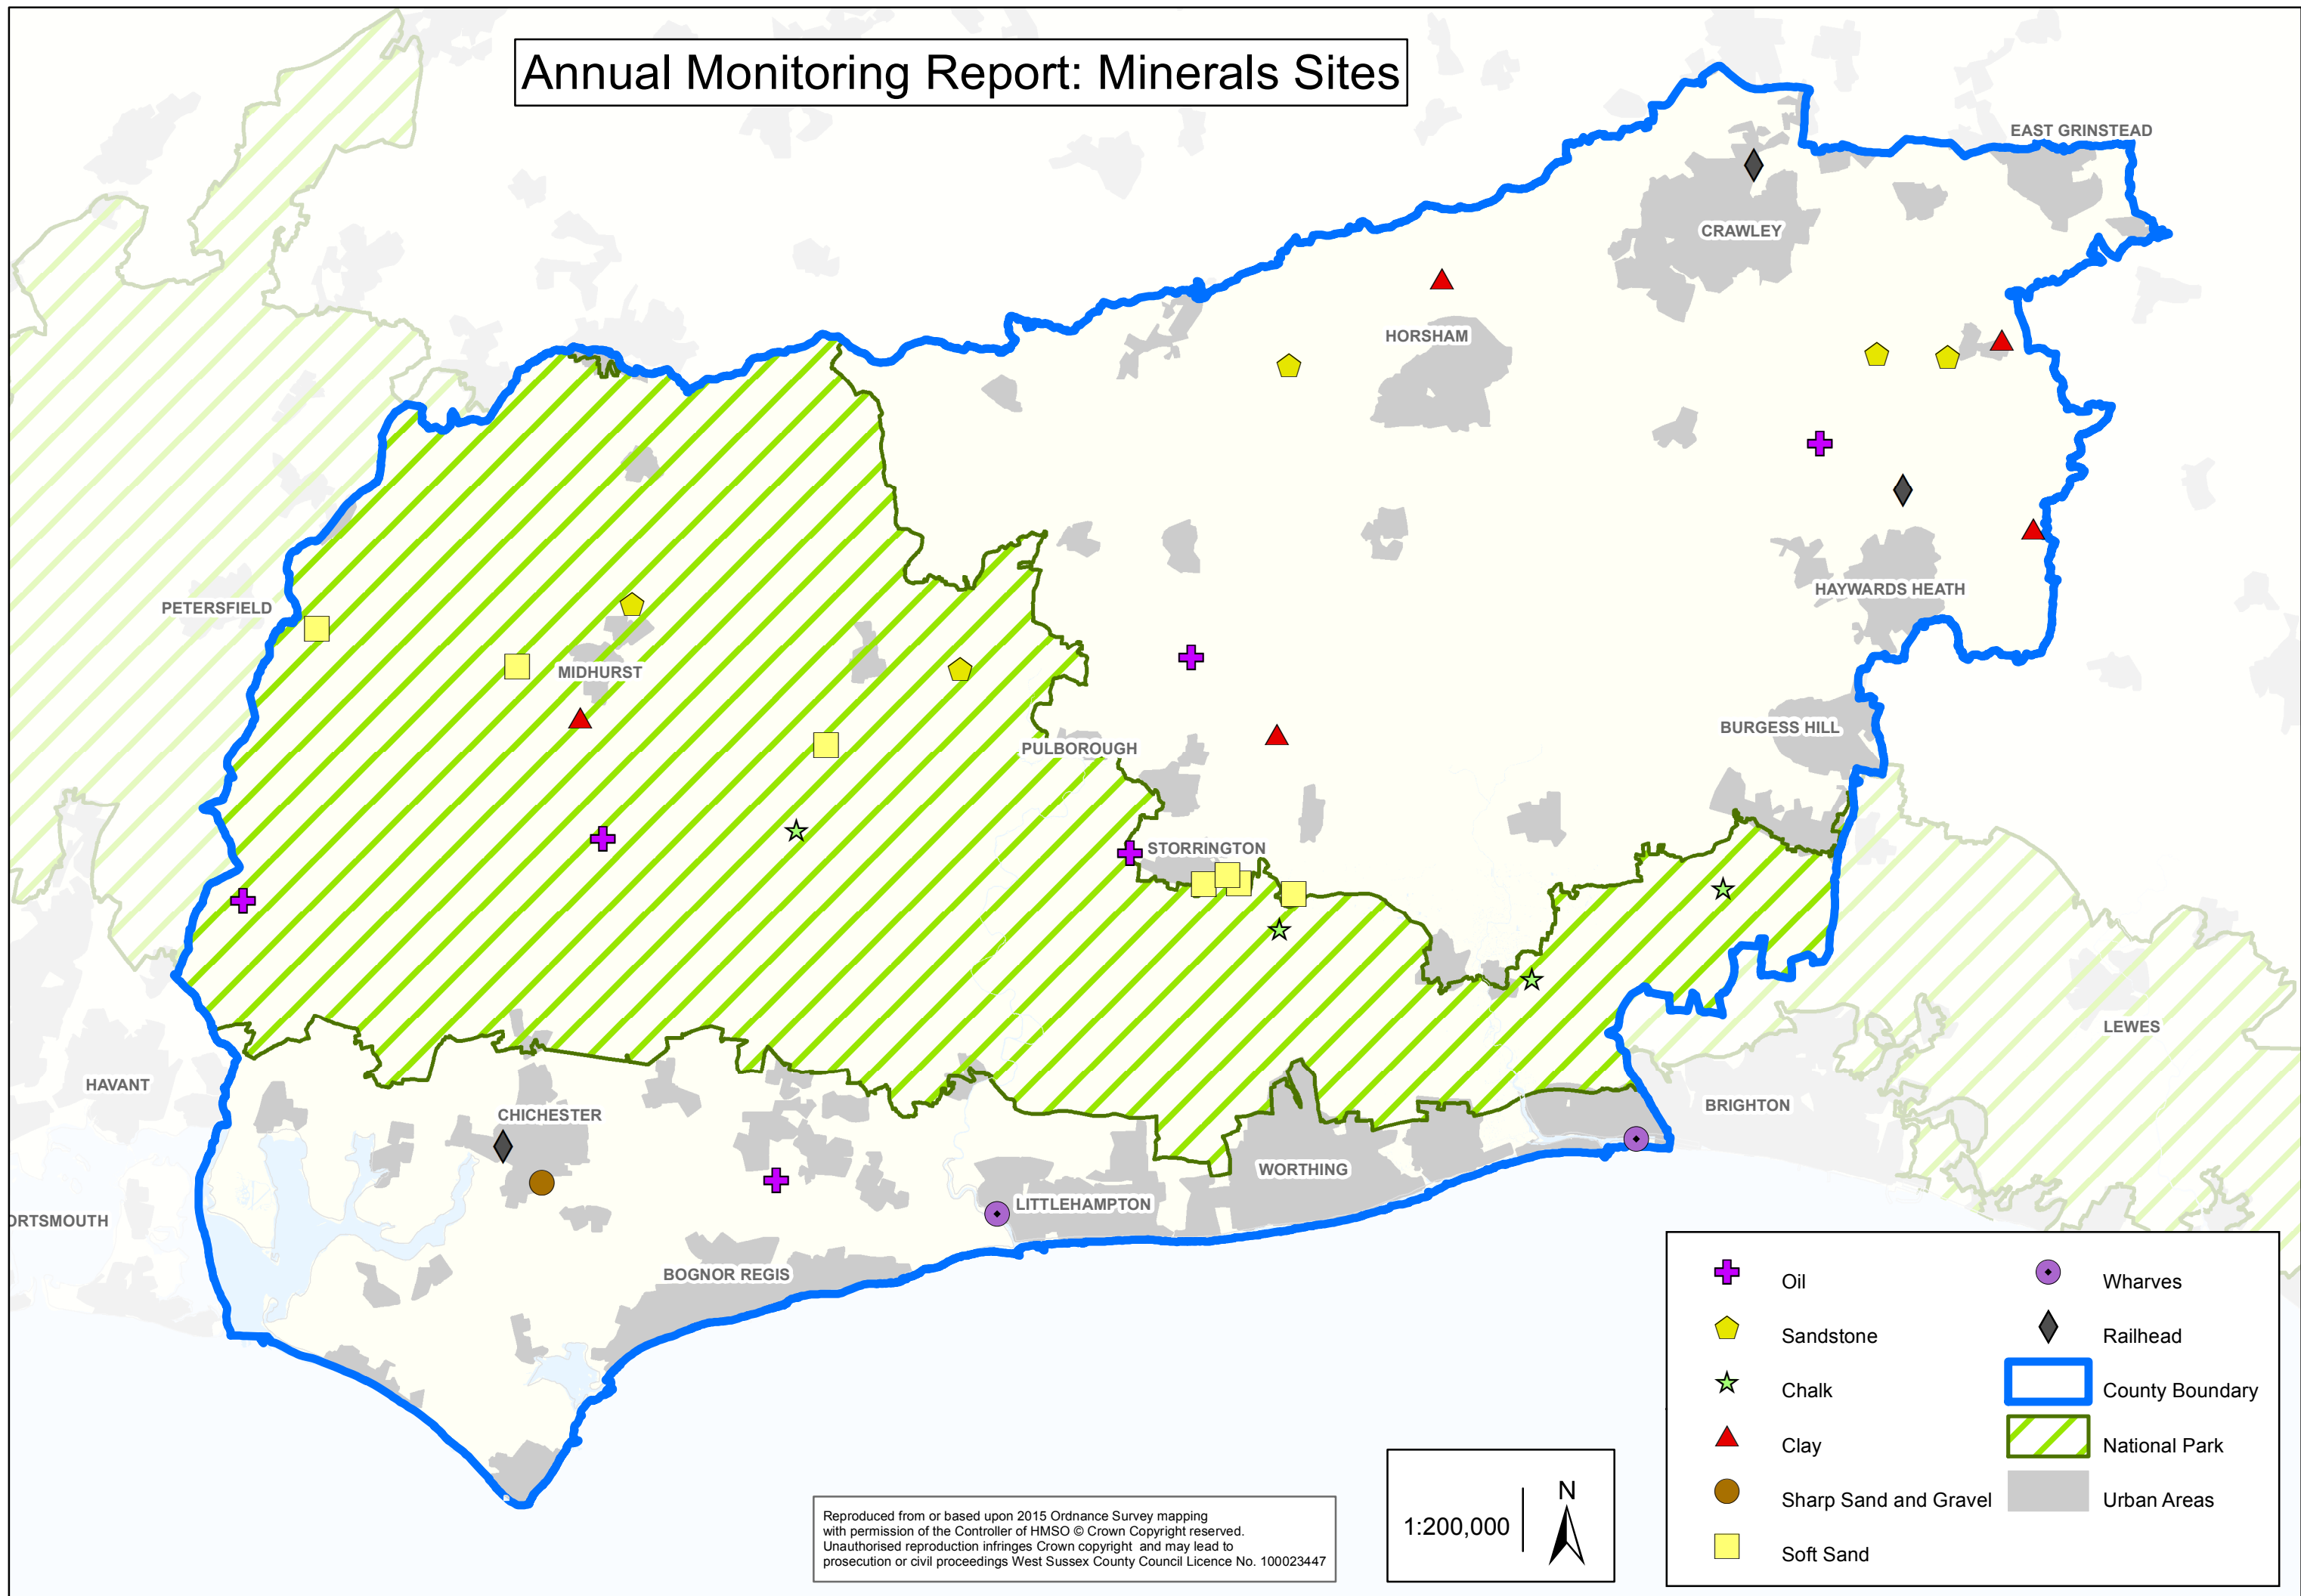 Annual Monitoring Report: Minerals Sites
EAST GRINSTEAD
CRAWLEY
HORSHAM
PETERSFIELD
HAYWARDS HEATH
MIDHURST
BURGESS HILL
PULBOROUGH
STORRINGTON
LEWES
HAVANT
CHICHESTER
BRIGHTON
WORTHING
LITTLEHAMPTON
ORTSMOUTH
BOGNOR REGIS
Oil
Sandstone
Chalk
Clay
Sharp Sand and Gravel
Soft Sand
Wharves
Railhead
County Boundary
National Park
Urban Areas
N
1:200,000
Reproduced from or based upon 2015 Ordnance Survey mapping
with permission of the Controller of HMSO © Crown Copyright reserved.
Unauthorised reproduction infringes Crown copyright and may lead to
prosecution or civil proceedings West Sussex County Council Licence No. 100023447